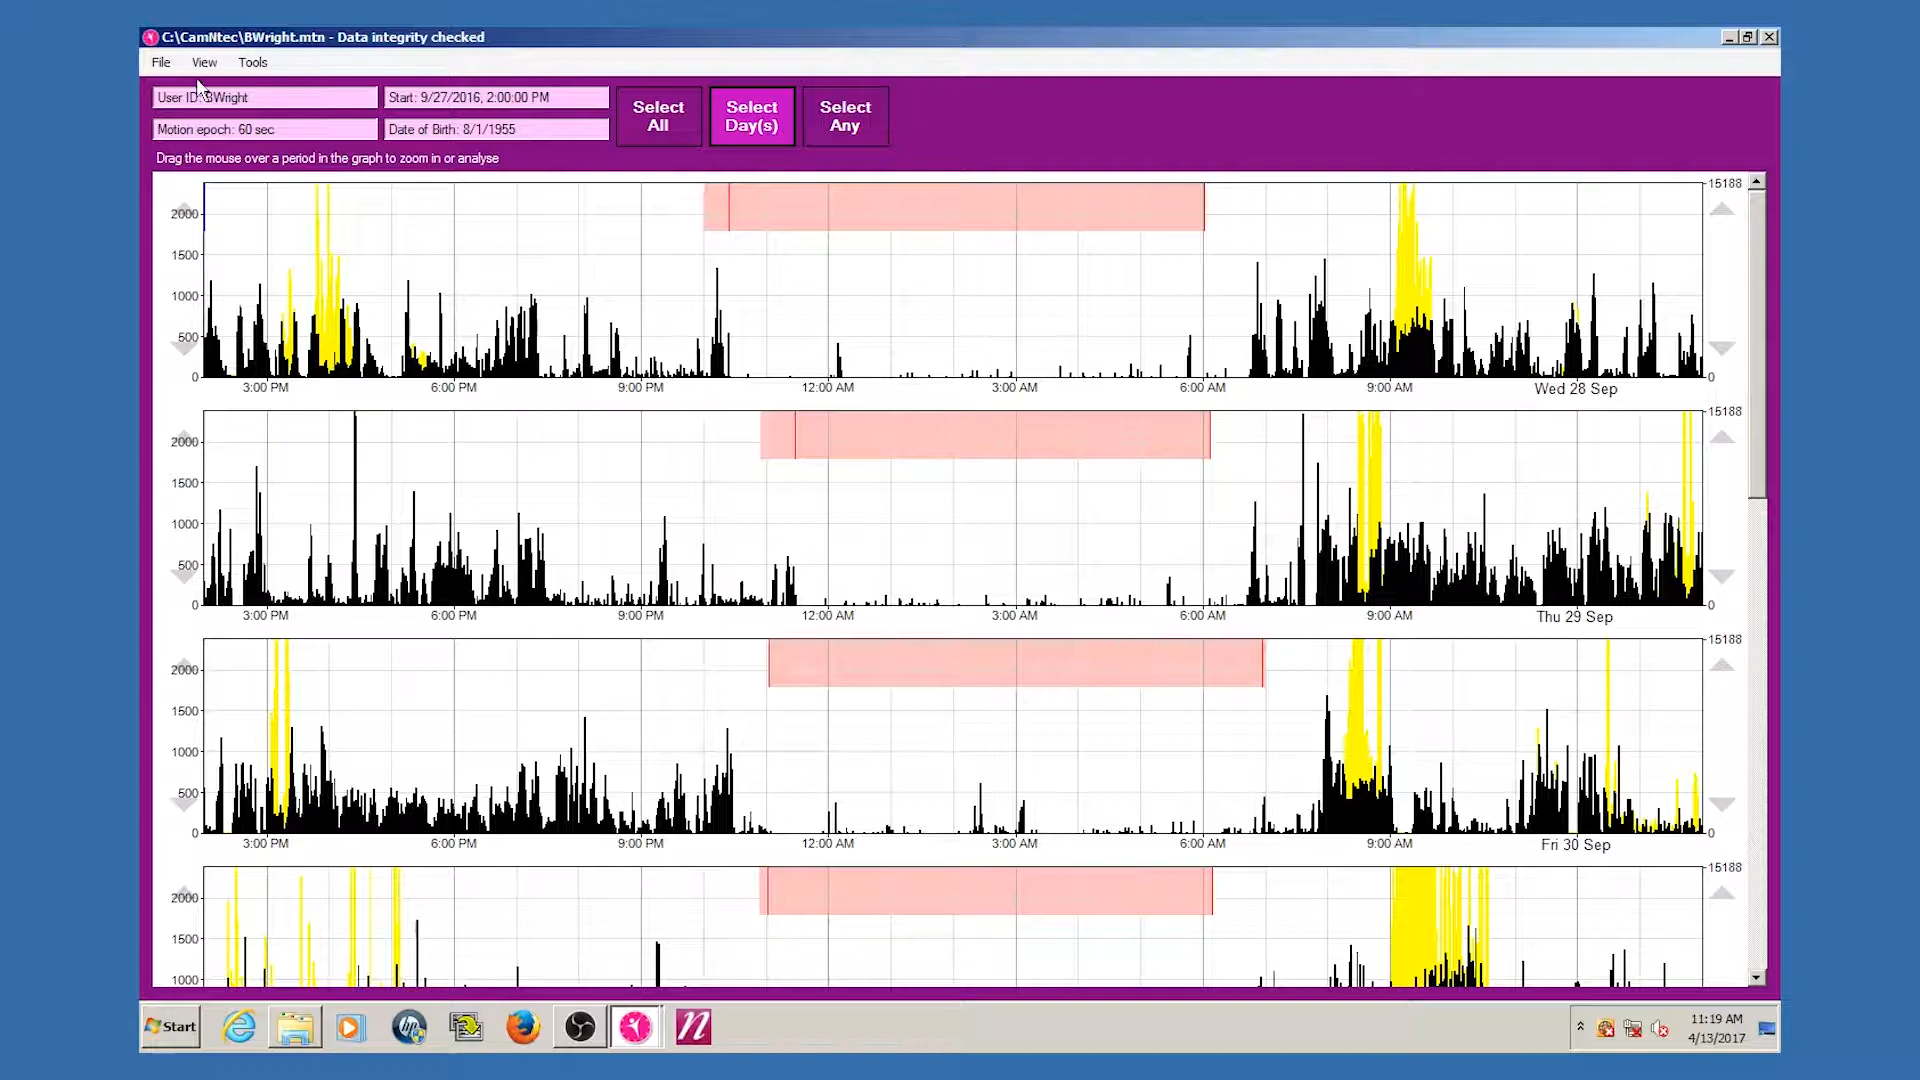 C:\CamNtec\BWright.mtn - Data integrity checked
File View Tools
User ID: BWright
Start: 9/27/2016, 2:00:00 PM
Motion epoch: 60 sec
Date of Birth: 8/1/1955
Select All
Select Day(s)
Select Any
Drag the mouse over a period in the graph to zoom in or analyse
15188
2000
1500
1000
500
0
0
3:00 PM 6:00 PM 9:00 PM 12:00 AM 3:00 AM 6:00 AM 9:00 AM Wed 28 Sep
15188
2000
1500
1000
500
0
0
3:00 PM 6:00 PM 9:00 PM 12:00 AM 3:00 AM 6:00 AM 9:00 AM Thu 29 Sep
15188
2000
1500
1000
500
0
0
3:00 PM 6:00 PM 9:00 PM 12:00 AM 3:00 AM 6:00 AM 9:00 AM Fri 30 Sep
15188
2000
1500
1000
Start
hp
n
11:19 AM
4/13/2017